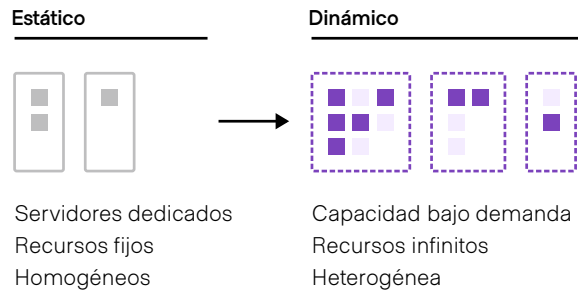 Estático
Dinámico
Servidores dedicados
Recursos fijos
Homogéneos
Capacidad bajo demanda
Recursos infinitos
Heterogénea